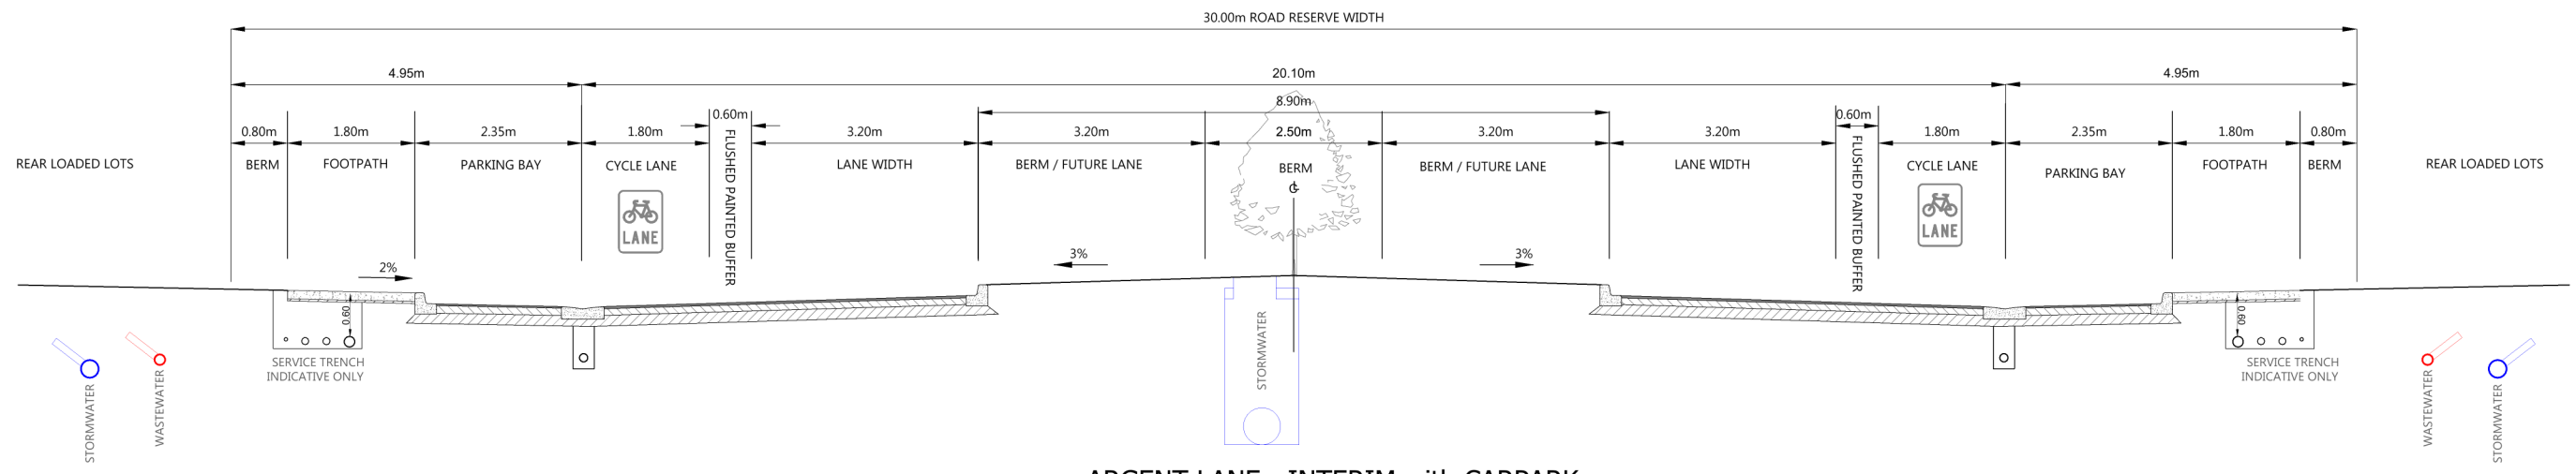 30.00m ROAD RESERVE WIDTH
4.95m
20.10m
4.95m
8.90m
0.80m
1.80m
2.35m
1.80m
0.60m
3.20m
3.20m
2.50m
3.20m
3.20m
0.60m
1.80m
2.35m
1.80m
0.80m
REAR LOADED LOTS
BERM
FOOTPATH
PARKING BAY
CYCLE LANE
FLUSHED PAINTED BUFFER
LANE WIDTH
BERM / FUTURE LANE
BERM
BERM / FUTURE LANE
LANE WIDTH
FLUSHED PAINTED BUFFER
CYCLE LANE
PARKING BAY
FOOTPATH
BERM
REAR LOADED LOTS
LANE
LANE
2%
3%
3%
0.60
0.60
SERVICE TRENCH
INDICATIVE ONLY
SERVICE TRENCH
INDICATIVE ONLY
STORMWATER
WASTEWATER
STORMWATER
WASTEWATER
STORMWATER
ARGENT LANE - INTERIM with CARPARK